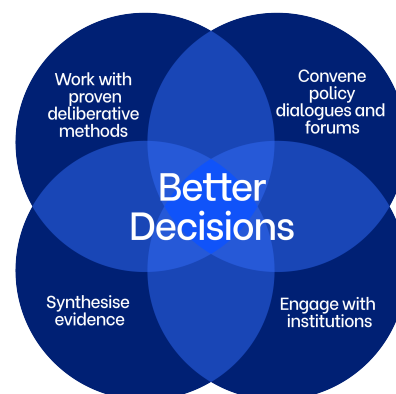 Work with
proven
deliberative
methods
Convene
policy
dialogues and
forums
Better
Decisions
Synthesise
evidence
Engage with
institutions